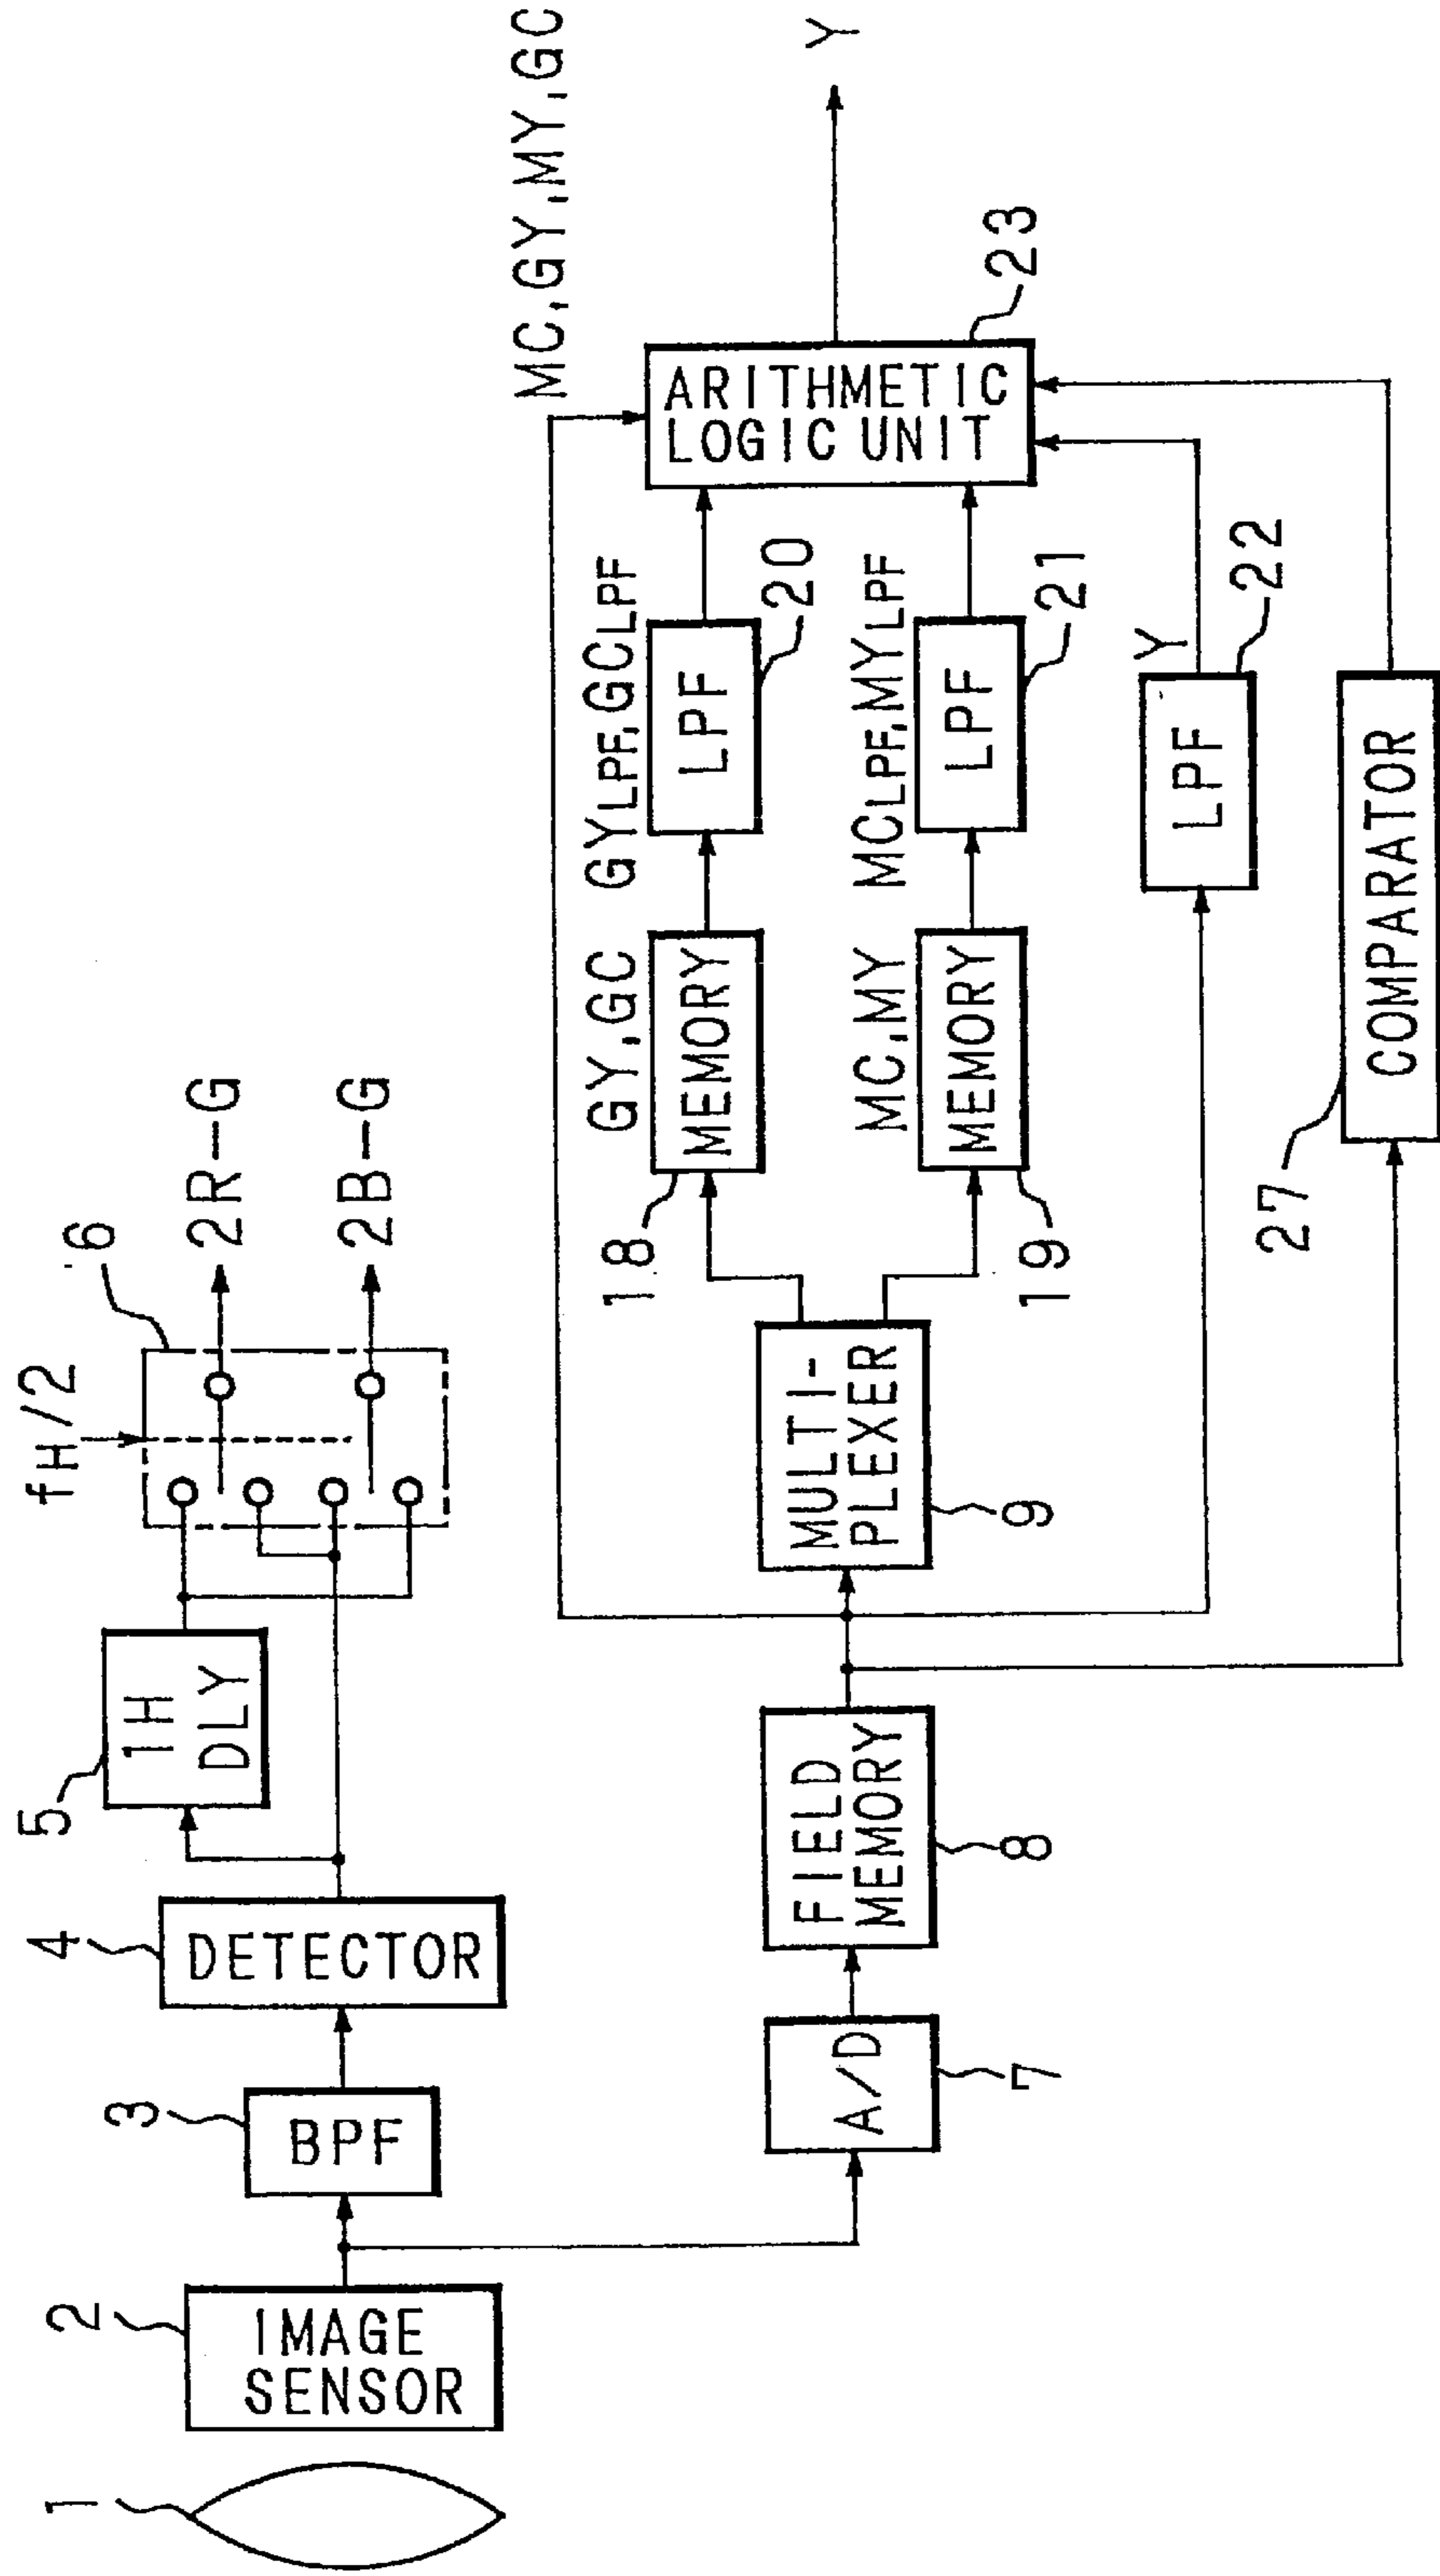 1
2
IMAGE
SENSOR
3
BPF
4
DETECTOR
5
1H
DLY
fH/2
6
2R-G
2B-G
A/D
7
FIELD
MEMORY
8
MULTI-
PLEXER
9
GY,GC
MEMORY
18
MC,MY
MEMORY
19
GYLPF,GCLPF
LPF
20
MCLPF,MYLPF
LPF
21
LPF
22
Y
COMPARATOR
27
MC,GY,MY,GC
ARITHMETIC
LOGIC UNIT
23
Y